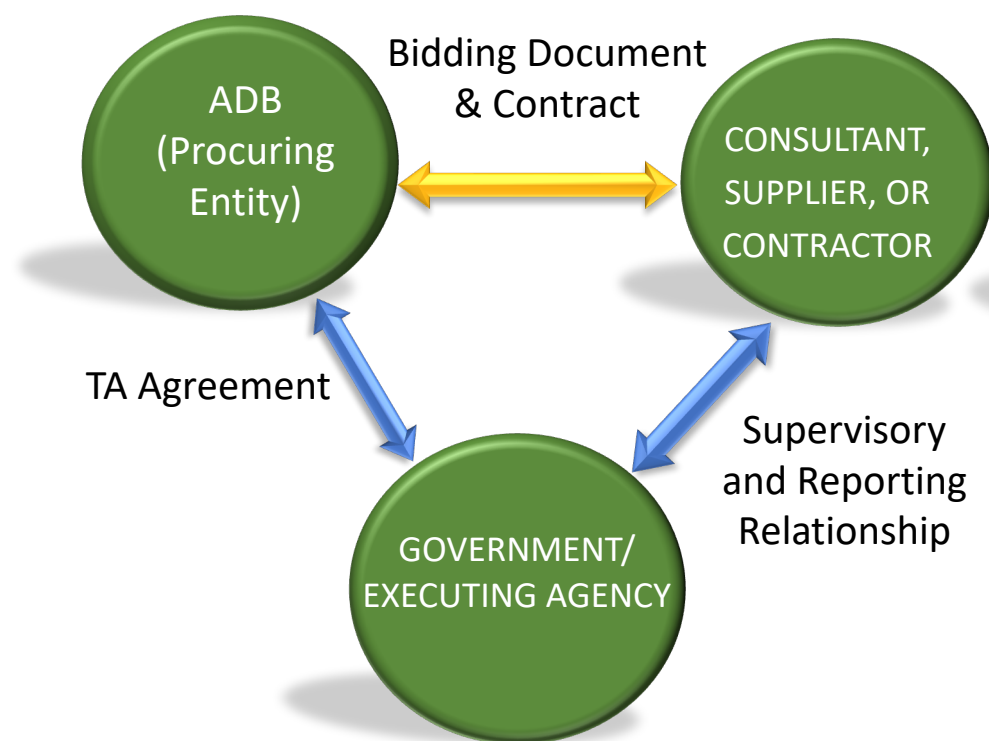 ADB
(Procuring
Entity)
Bidding Document
& Contract
CONSULTANT,
SUPPLIER, OR
CONTRACTOR
TA Agreement
Supervisory
and Reporting
Relationship
GOVERNMENT/
EXECUTING AGENCY